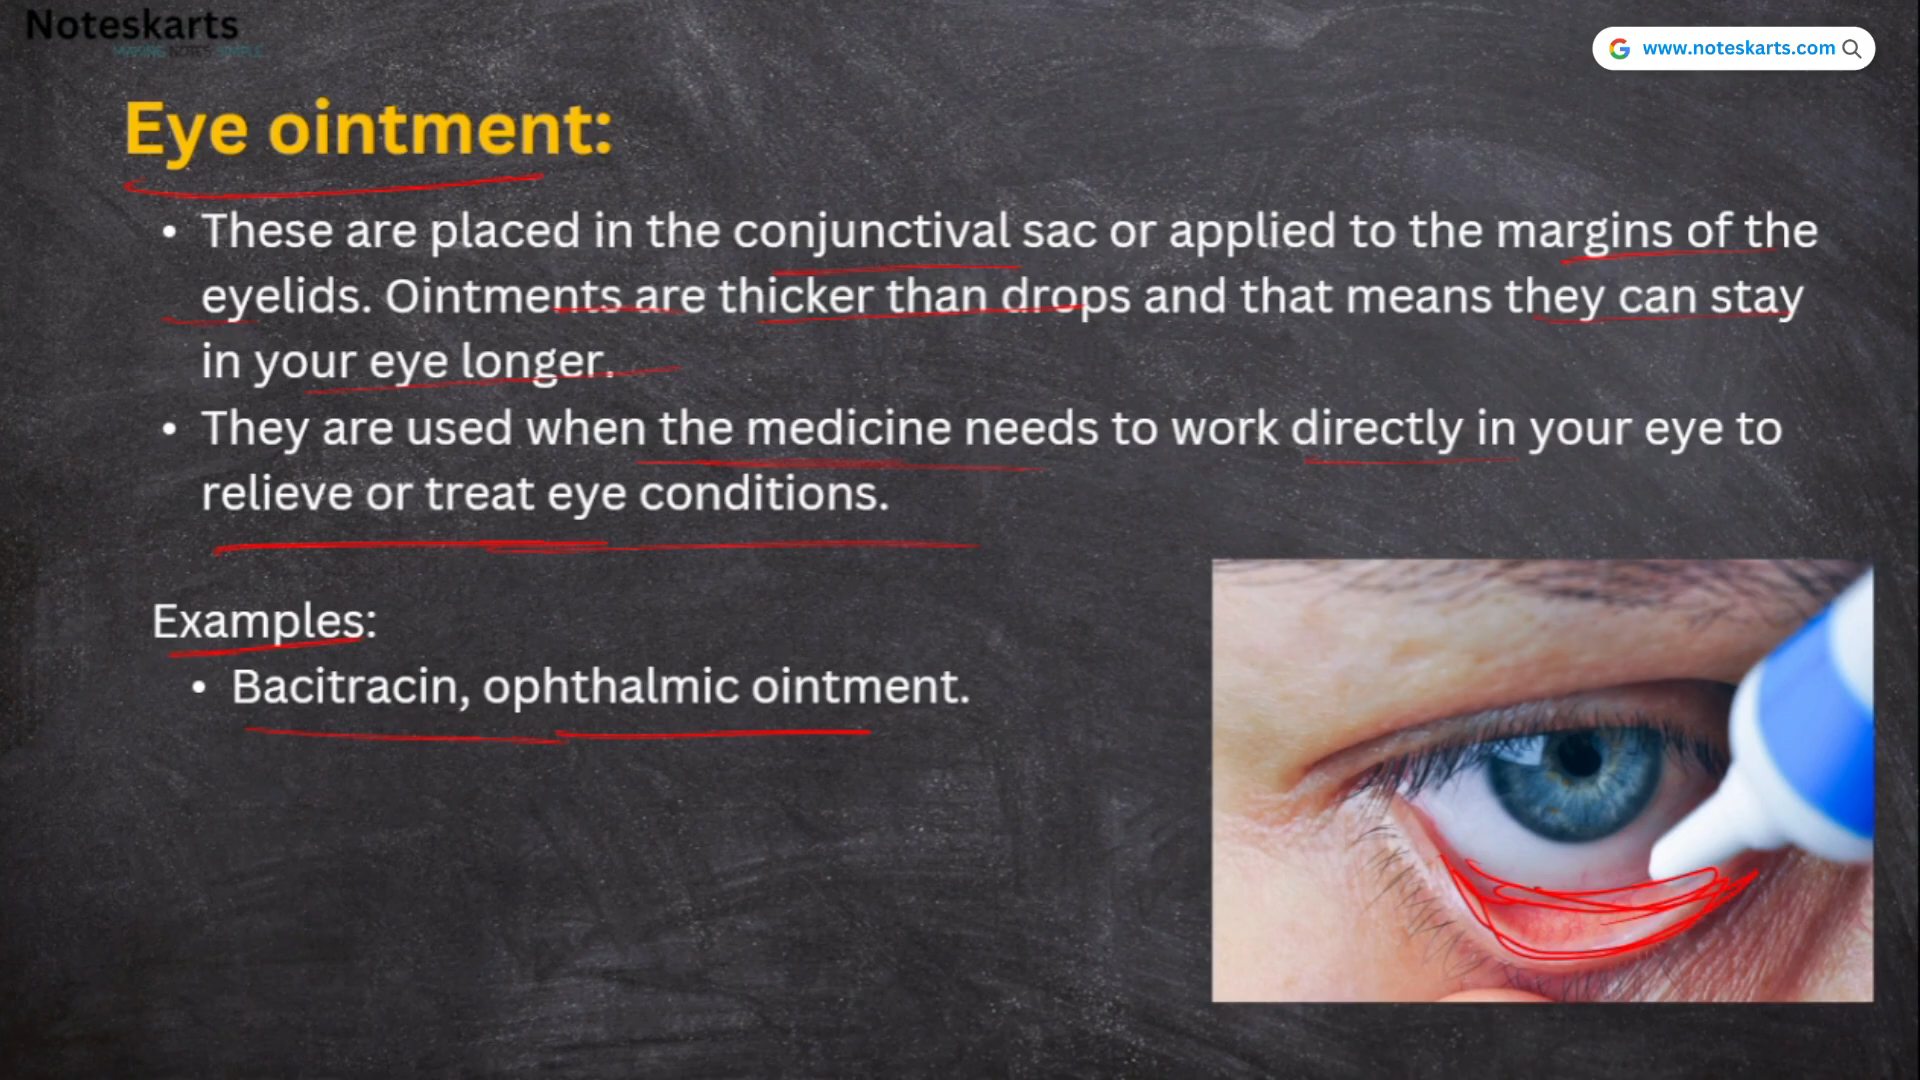 Noteskarts
MAKING NOTES SIMPLE
www.noteskarts.com
Eye ointment:
• These are placed in the conjunctival sac or applied to the margins of the
eyelids. Ointments are thicker than drops and that means they can stay
in your eye longer.
• They are used when the medicine needs to work directly in your eye to
relieve or treat eye conditions.
Examples:
• Bacitracin, ophthalmic ointment.